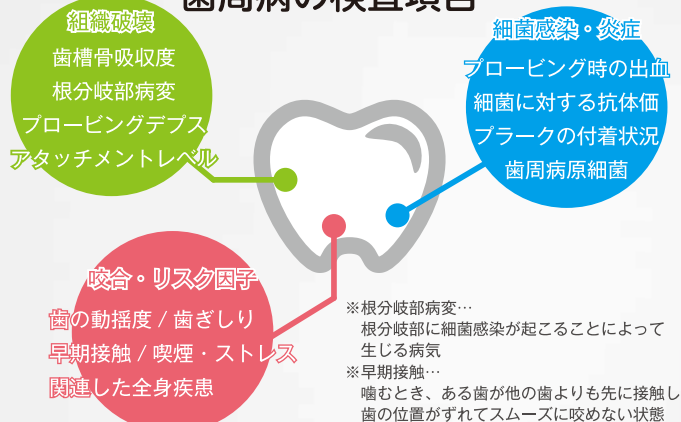 歯周病の検査項目
組織破壊
歯槽骨吸収度
根分岐部病変
プロービングデプス
アタッチメントレベル
細菌感染・炎症
プロービング時の出血
細菌に対する抗体価
プラークの付着状況
歯周病原細菌
咬合・リスク因子
歯の動揺度 / 歯ぎしり
早期接触 / 喫煙・ストレス
関連した全身疾患
※根分岐部病変…
根分岐部に細菌感染が起こることによって
生じる病気
※早期接触…
噛むとき、ある歯が他の歯よりも先に接触し
歯の位置がずれてスムーズに咬めない状態